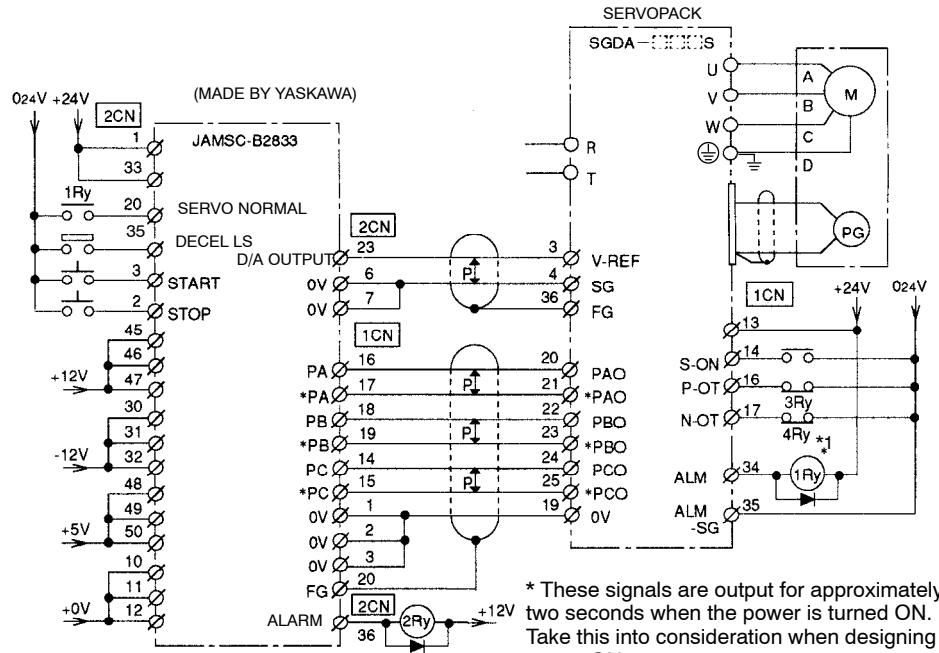 SERVOPACK
SGDA- S
(MADE BY YASKAWA)
024V +24V
2CN
JAMSC-B2833
1
33
1Ry
20 SERVO NORMAL
35 DECEL LS
3 START
2 STOP
45
46
+12V 47
30
31
-12V 32
48
49
+5V 50
10
11
+0V 12
2CN
D/A OUTPUT 23 3 V-REF
0V 6 P 4 SG
0V 7 36 FG
1CN
PA 16 20 PAO
*PA 17 P 21 *PAO
PB 18 22 PBO
*PB 19 P 23 *PBO
PC 14 24 PCO
*PC 15 P 25 *PCO
0V 1 19 0V
0V 2
0V 3
FG 20
2CN
ALARM 36 2Ry +12V
R
T
U A M
V B
W C
D
PG
1CN
+24V 024V
13
S-ON 14
P-OT 16 3Ry
N-OT 17 4Ry
*1
ALM 34 1Ry
ALM
-SG 35
* These signals are output for approximately
two seconds when the power is turned ON.
Take this into consideration when designing